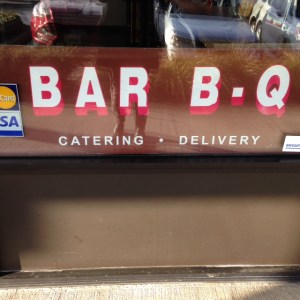 BAR B-Q
CATERING • DELIVERY
VISA